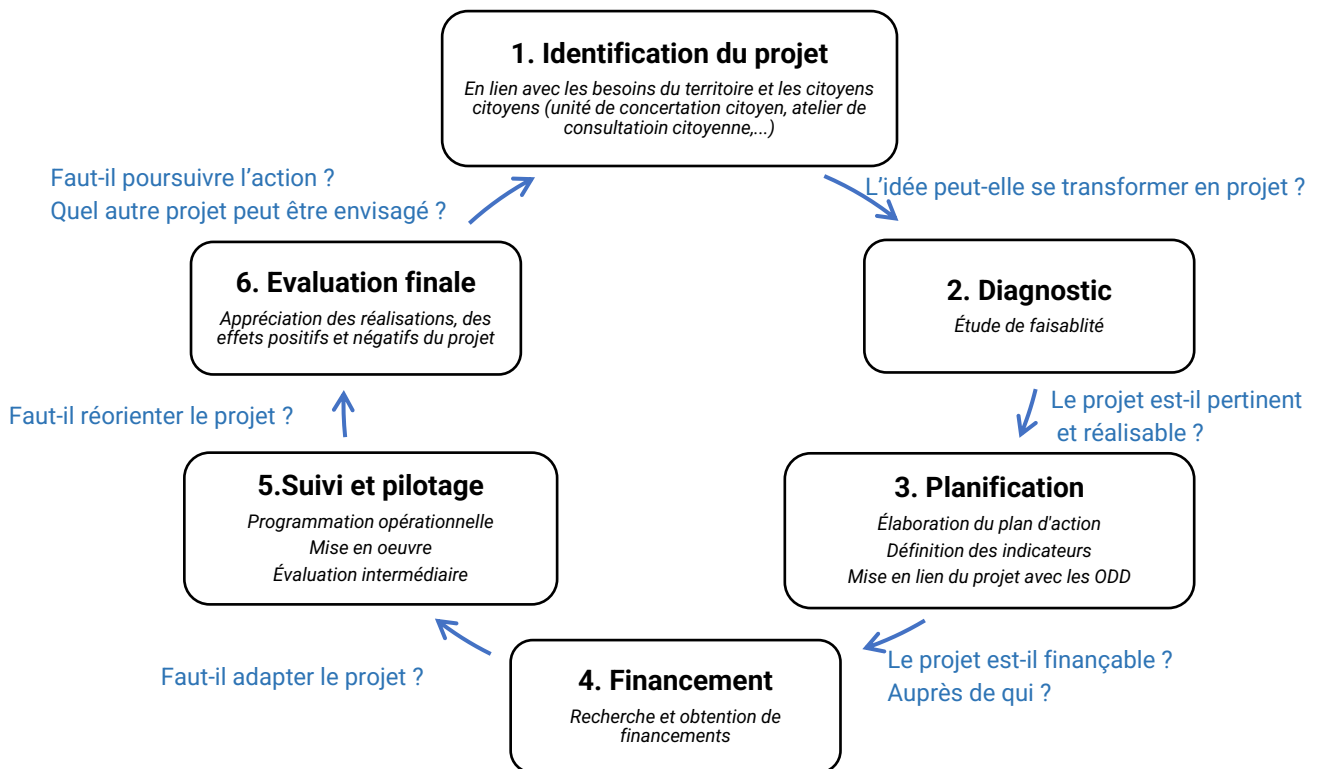 1. Identification du projet
En lien avec les besoins du territoire et les citoyens
citoyens (unité de concertation citoyen, atelier de
consultatioin citoyenne,...)
L'idée peut-elle se transformer en projet ?
2. Diagnostic
Étude de faisablité
Le projet est-il pertinent
et réalisable ?
3. Planification
Élaboration du plan d'action
Définition des indicateurs
Mise en lien du projet avec les ODD
Le projet est-il finançable ?
Auprès de qui ?
4. Financement
Recherche et obtention de
financements
Faut-il adapter le projet ?
5.Suivi et pilotage
Programmation opérationnelle
Mise en oeuvre
Évaluation intermédiaire
Faut-il réorienter le projet ?
6. Evaluation finale
Appréciation des réalisations, des
effets positifs et négatifs du projet
Faut-il poursuivre l’action ?
Quel autre projet peut être envisagé ?